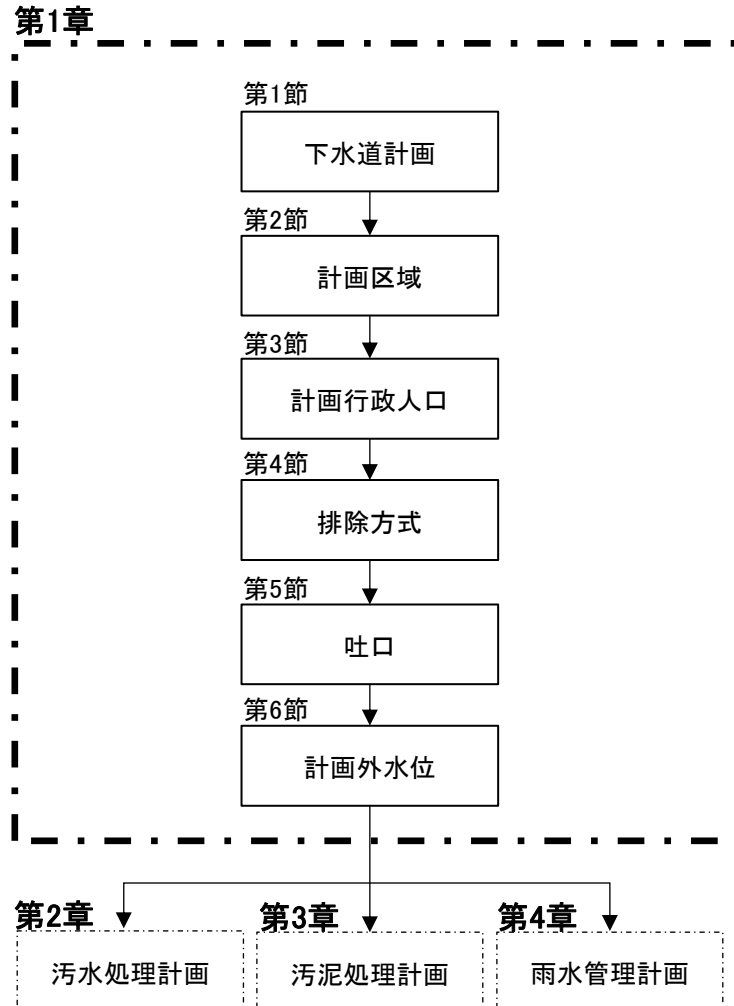 第1章
第1節
下水道計画
第2節
計画区域
第3節
計画行政人口
第4節
排除方式
第5節
吐口
第6節
計画外水位
第2章
汚水処理計画
第3章
汚泥処理計画
第4章
雨水管理計画